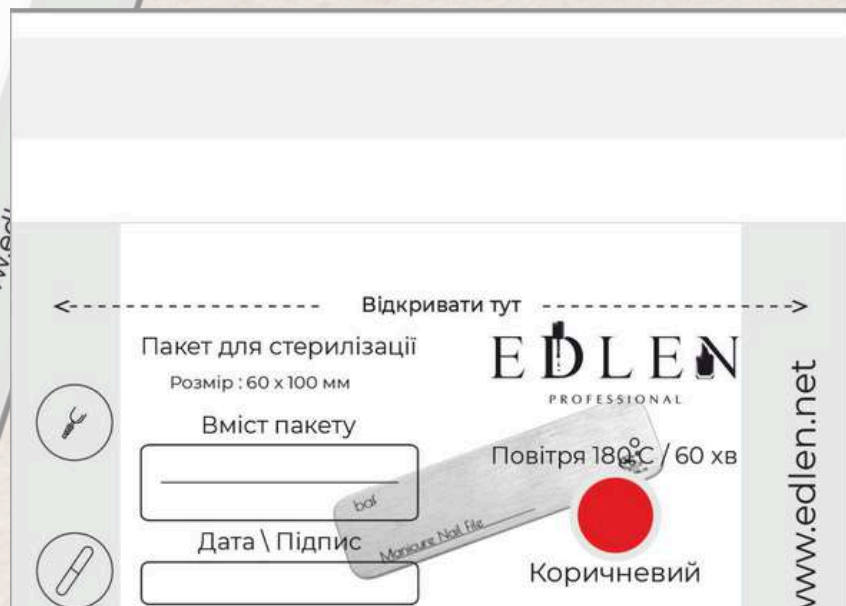 Відкривати тут
Пакет для стерилізації
Розмір : 60 х 100 мм
Вміст пакету
Дата \ Підпис
EDLEN
PROFESSIONAL
Повітря 180°C / 60 хв
Коричневий
baf
Manicure Nail File
www.edlen.net